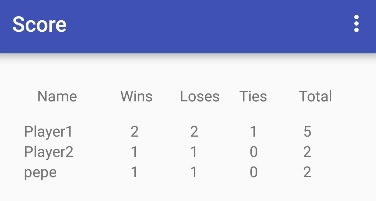 Score
Name Wins Loses Ties Total
Player1 2 2 1 5
Player2 1 1 0 2
pepe 1 1 0 2